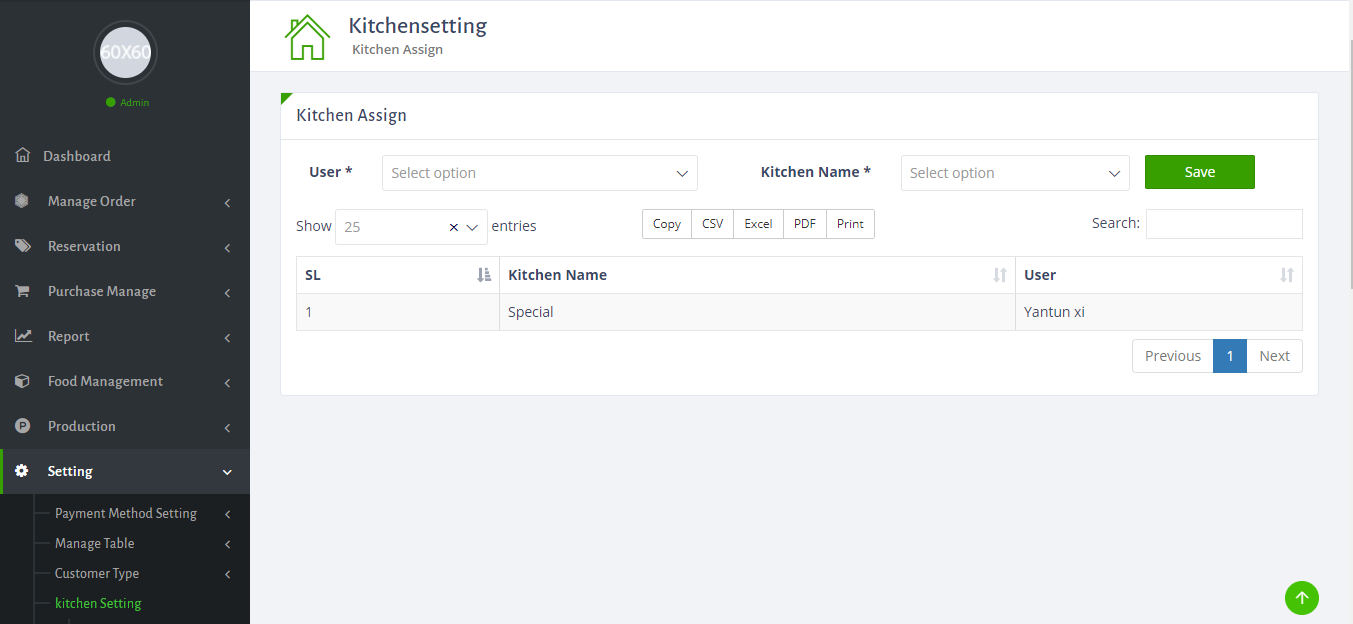 60X60
Admin
Dashboard
Manage Order
Reservation
Purchase Manage
Report
Food Management
P Production
Setting
Payment Method Setting
Manage Table
Customer Type
kitchen Setting
Kitchensetting
Kitchen Assign
Kitchen Assign
User * Select option Kitchen Name * Select option Save
Show 25 × entries Copy CSV Excel PDF Print Search:
SL Kitchen Name User
1 Special Yantun xi
Previous 1 Next